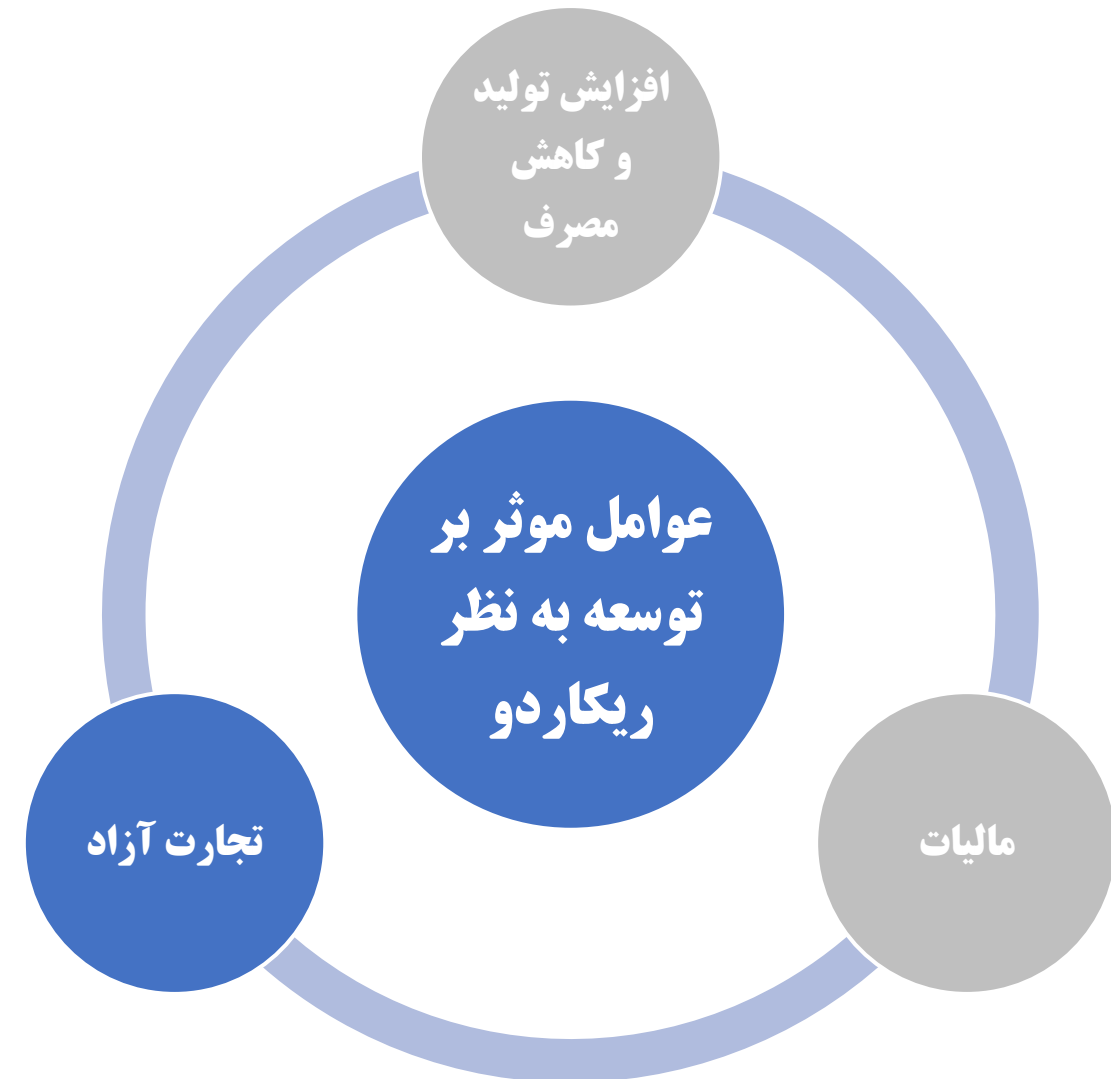 افزایش تولید
و کاهش
مصرف
عوامل موثر بر
توسعه به نظر
ریکاردو
مالیات
تجارت آزاد